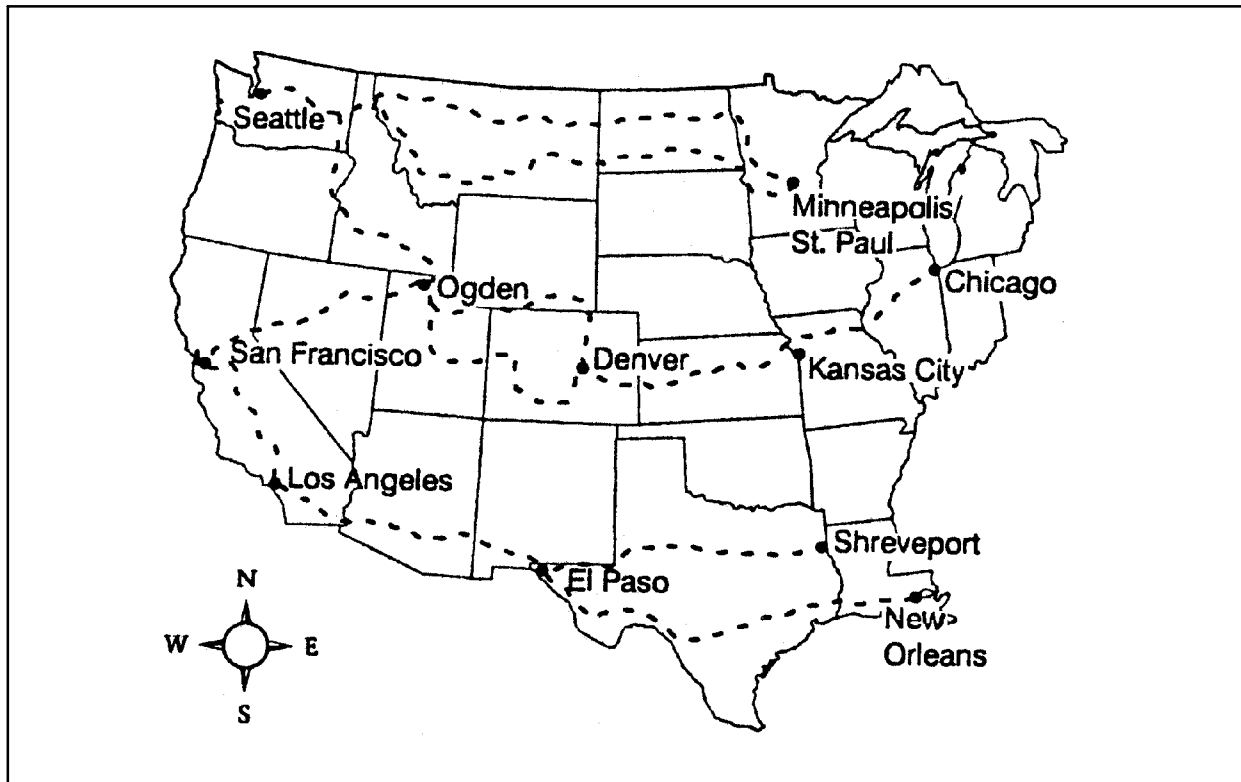 Seattle
Minneapolis
St. Paul
Ogden
Chicago
San Francisco
Denver
Kansas City
Los Angeles
Shreveport
El Paso
New
Orleans
N
W
E
S